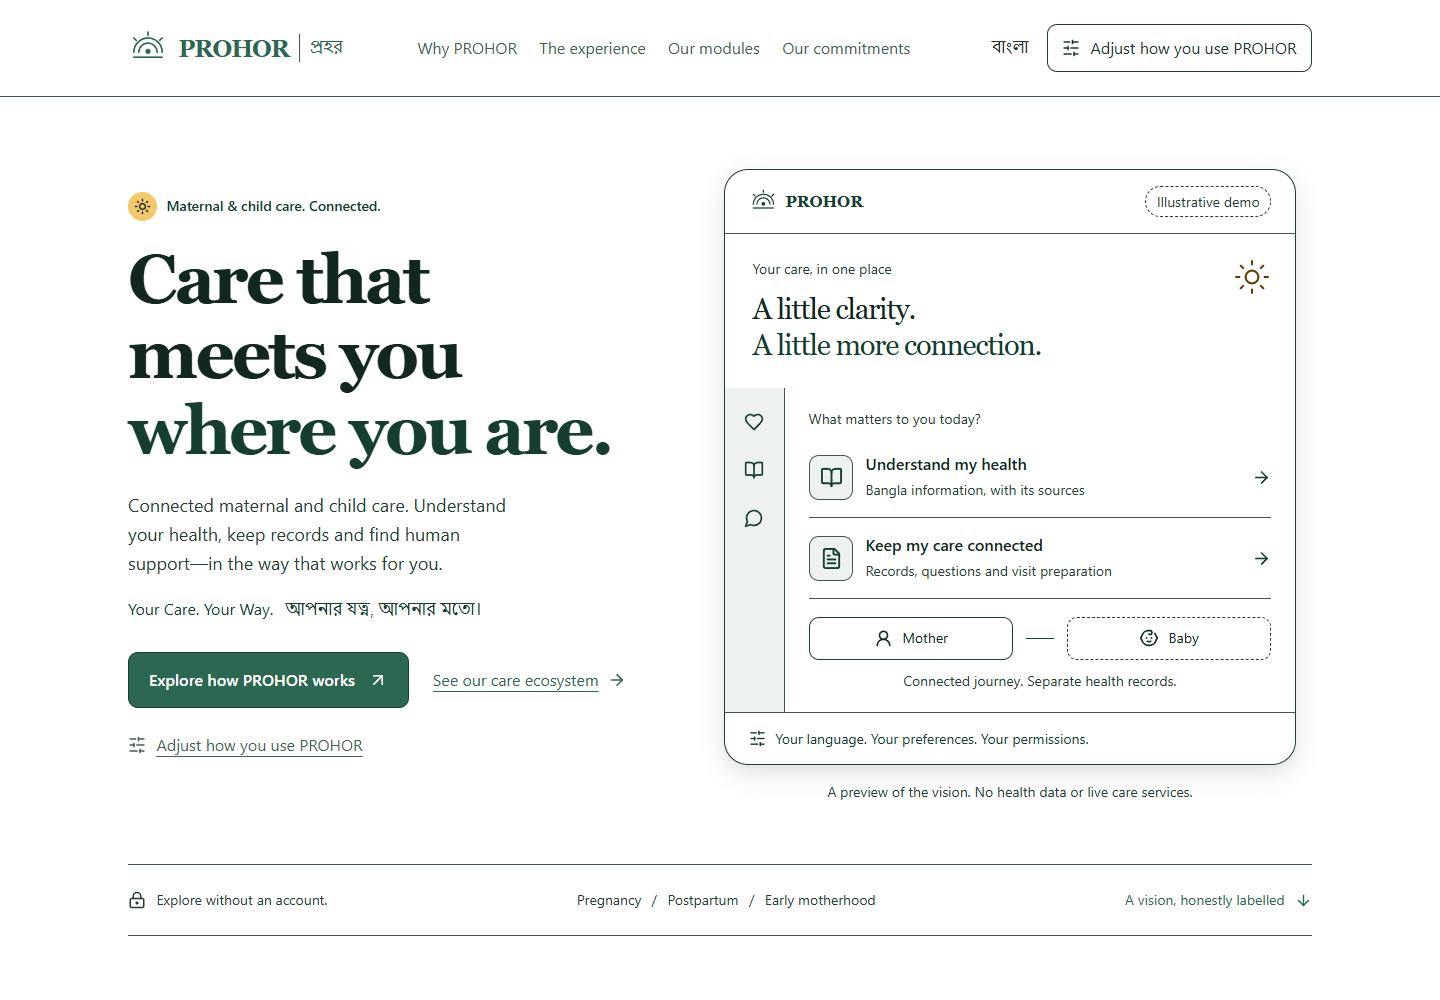 PROHOR | প্রহর
Why PROHOR
The experience
Our modules
Our commitments
বাংলা
Adjust how you use PROHOR
Maternal & child care. Connected.
Care that
meets you
where you are.
Connected maternal and child care. Understand
your health, keep records and find human
support—in the way that works for you.
Your Care. Your Way. আপনার যত্ন, আপনার মতো।
Explore how PROHOR works
See our care ecosystem
Adjust how you use PROHOR
PROHOR
Illustrative demo
Your care, in one place
A little clarity.
A little more connection.
What matters to you today?
Understand my health
Bangla information, with its sources
Keep my care connected
Records, questions and visit preparation
Mother
Baby
Connected journey. Separate health records.
Your language. Your preferences. Your permissions.
A preview of the vision. No health data or live care services.
Explore without an account.
Pregnancy / Postpartum / Early motherhood
A vision, honestly labelled